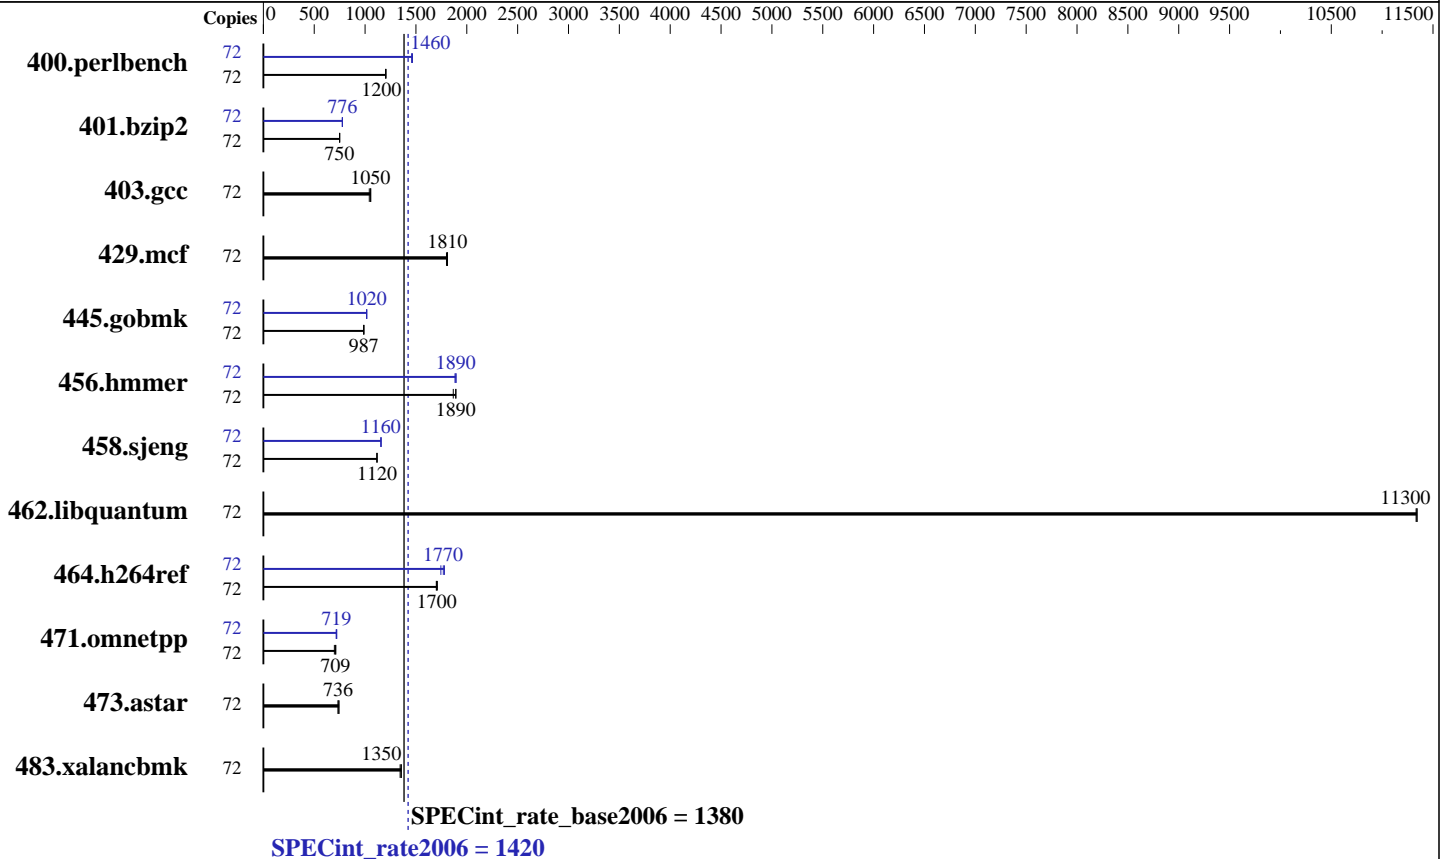 Copies 0 500 1000 1500 2000 2500 3000 3500 4000 4500 5000 5500 6000 6500 7000 7500 8000 8500 9000 9500 10500 11500
400.perlbench 72 1460
72 1200
401.bzip2 72 776
72 750
403.gcc 72 1050
429.mcf 72 1810
445.gobmk 72 1020
72 987
456.hmmer 72 1890
72 1890
458.sjeng 72 1160
72 1120
462.libquantum 72 11300
464.h264ref 72 1770
72 1700
471.omnetpp 72 719
72 709
473.astar 72 736
483.xalancbmk 72 1350
SPECint_rate_base2006 = 1380
SPECint_rate2006 = 1420